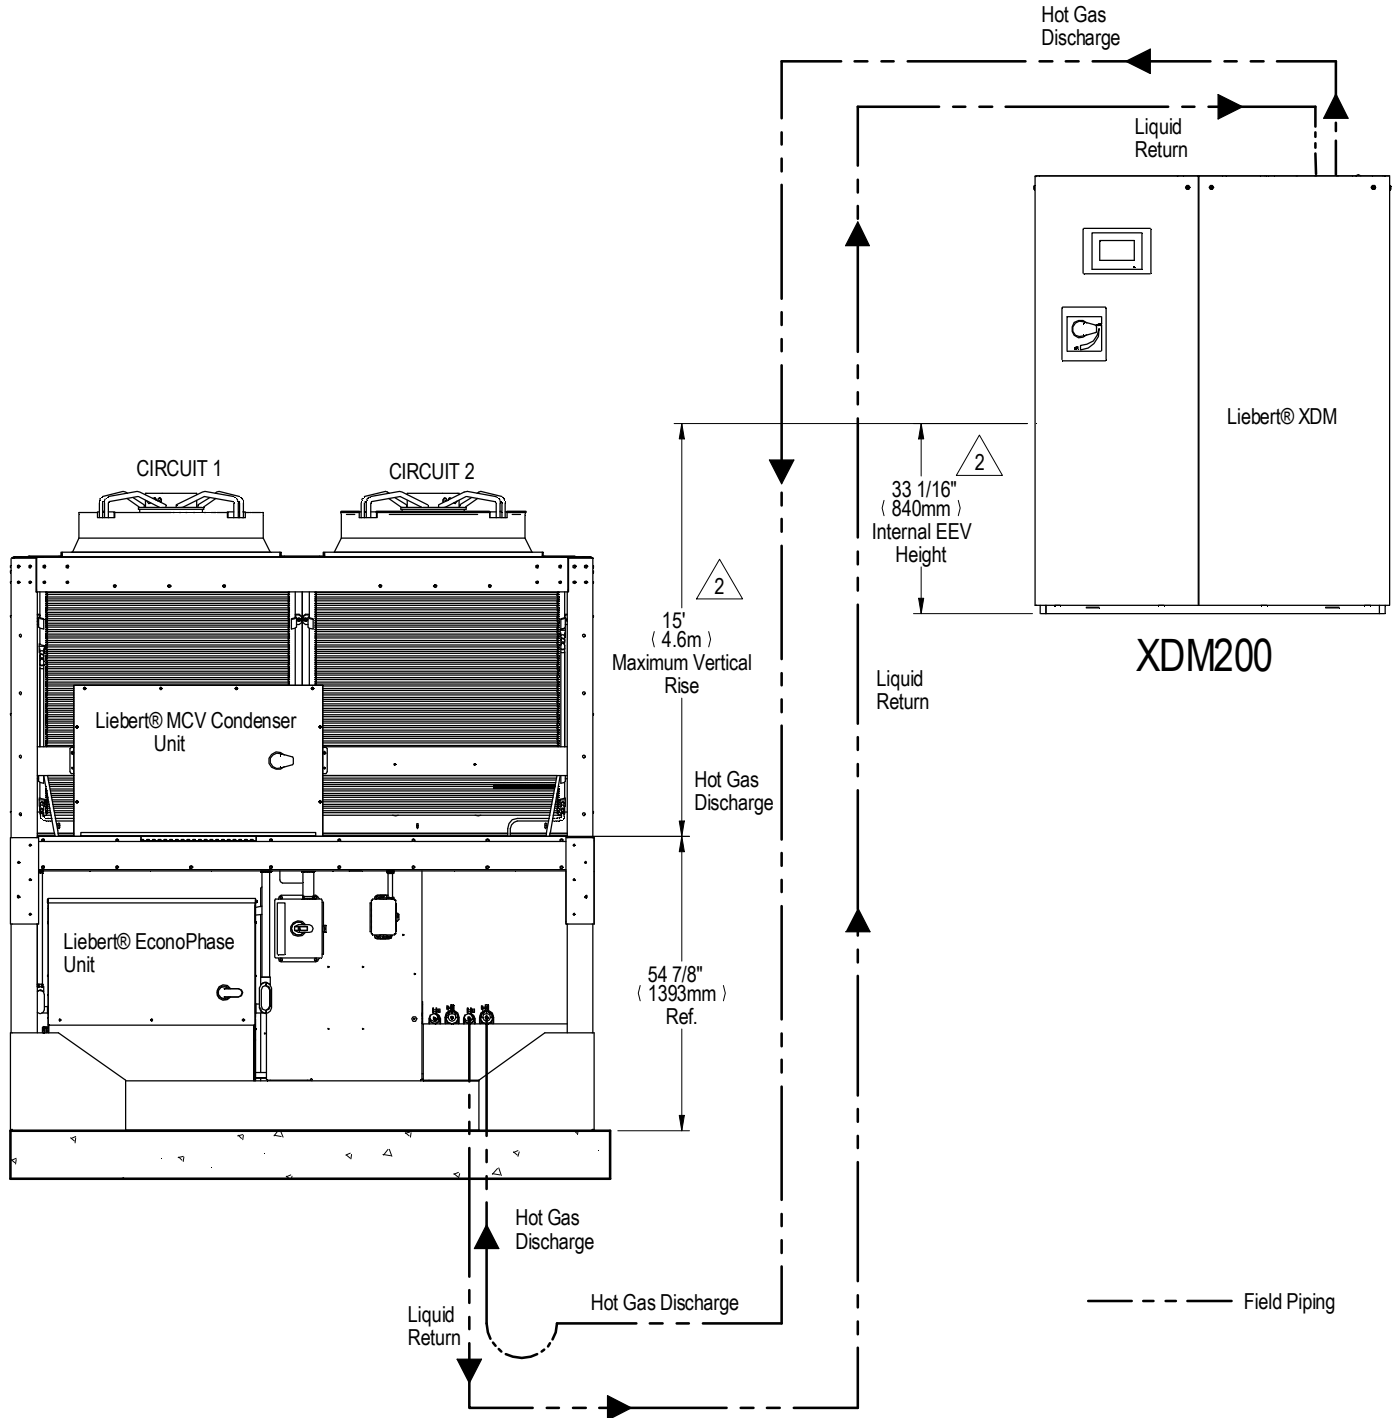 Hot Gas
Discharge
Liquid
Return
Liebert® XDM
CIRCUIT 1
CIRCUIT 2
2
33 1/16"
( 840mm )
Internal EEV
Height
2
15'
( 4.6m )
Maximum Vertical
Rise
XDM200
Liquid
Return
Liebert® MCV Condenser
Unit
Hot Gas
Discharge
Liebert® EconoPhase
Unit
54 7/8"
( 1393mm )
Ref.
Hot Gas
Discharge
Hot Gas Discharge
Field Piping
Liquid
Return